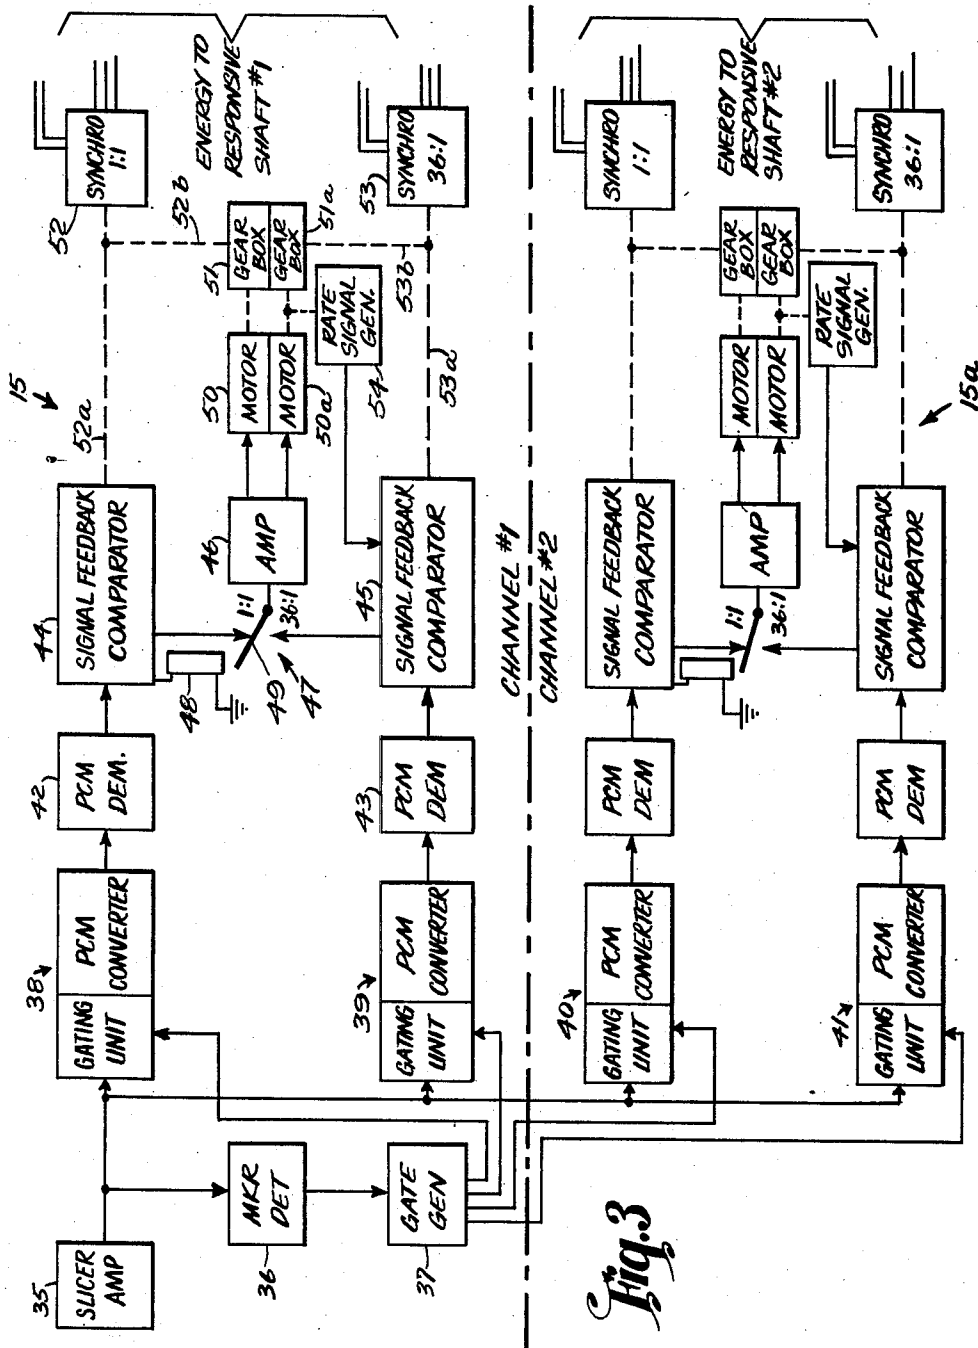 35
SLICER
AMP
MKR
DET
36
GATE
GEN
37
38
GATING
UNIT
PCM
CONVERTER
42
PCM
DEM.
44
SIGNAL FEEDBACK
COMPARATOR
48
49
47
1:1
36:1
46
AMP
50
MOTOR
MOTOR
50a
51
GEAR
BOX
GEAR
BOX
51a
RATE
SIGNAL
GEN.
54
15
52a
52b
52
SYNCHRO
1:1
ENERGY TO
RESPONSIVE
SHAFT #1
39
GATING
UNIT
PCM
CONVERTER
43
PCM
DEM
45
SIGNAL FEEDBACK
COMPARATOR
53a
53b
53
SYNCHRO
36:1
CHANNEL #1
CHANNEL #2
40
GATING
UNIT
PCM
CONVERTER
PCM
DEM
SIGNAL FEEDBACK
COMPARATOR
1:1
36:1
AMP
MOTOR
MOTOR
GEAR
BOX
GEAR
BOX
RATE
SIGNAL
GEN.
SYNCHRO
1:1
ENERGY TO
RESPONSIVE
SHAFT #2
41
GATING
UNIT
PCM
CONVERTER
PCM
DEM
SIGNAL FEEDBACK
COMPARATOR
15a
SYNCHRO
36:1
Fig. 3